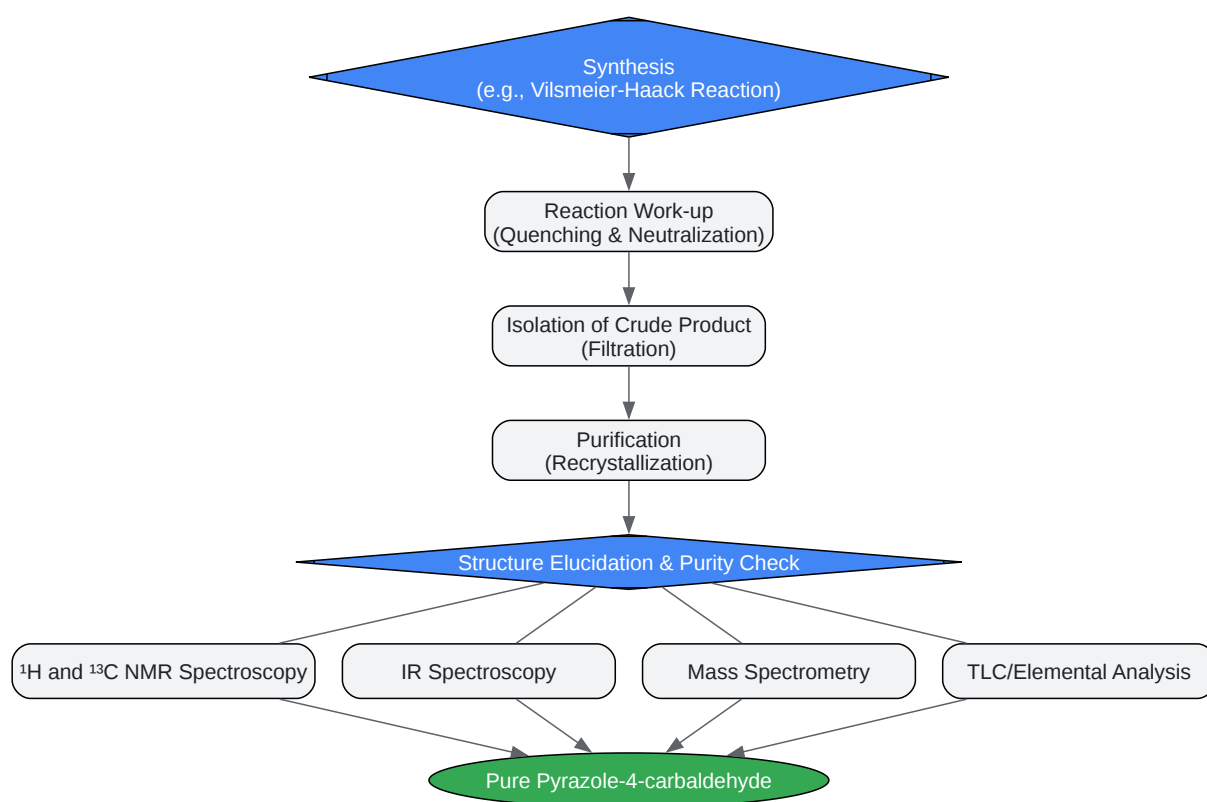 Synthesis
(e.g., Vilsmeier-Haack Reaction)
Reaction Work-up
(Quenching & Neutralization)
Isolation of Crude Product
(Filtration)
Purification
(Recrystallization)
Structure Elucidation & Purity Check
¹H and ¹³C NMR Spectroscopy
IR Spectroscopy
Mass Spectrometry
TLC/Elemental Analysis
Pure Pyrazole-4-carbaldehyde